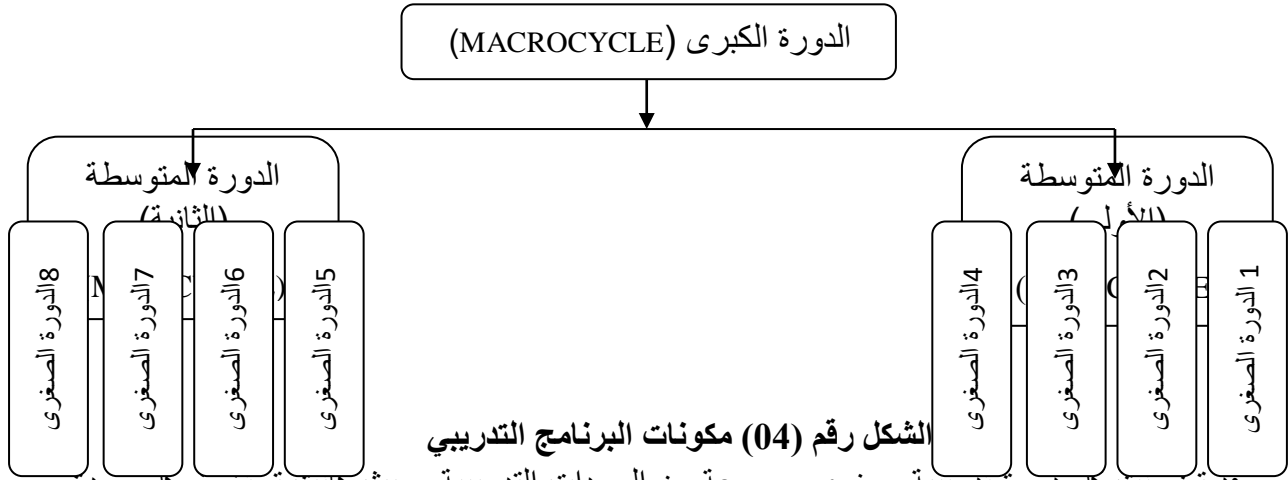 الدورة الكبرى (MACROCYCLE)
الدورة المتوسطة
الدورة المتوسطة
(الثانية)
1 الدورة الصغرى
2الدورة الصغرى
3الدورة الصغرى
4الدورة الصغرى
5الدورة الصغرى
6الدورة الصغرى
7الدورة الصغرى
8الدورة الصغرى
الشكل رقم (04) مكونات البرنامج التدريبي